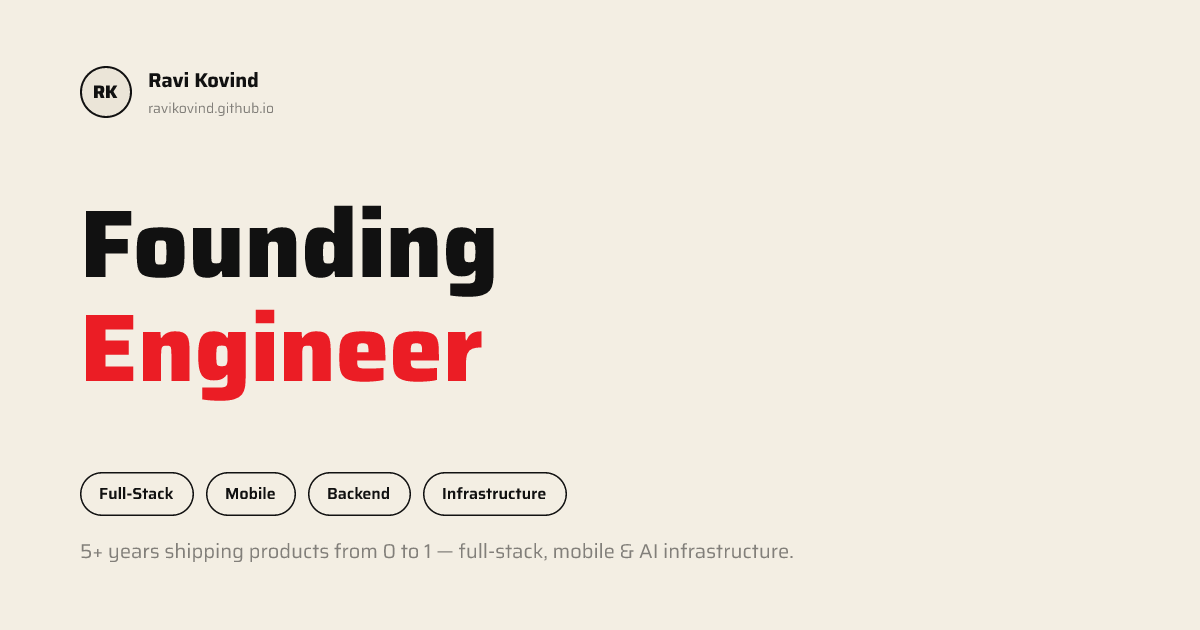 RK
Ravi Kovind
ravikovind.github.io
Founding
Engineer
Full-Stack Mobile Backend Infrastructure
5+ years shipping products from 0 to 1 — full-stack, mobile & AI infrastructure.